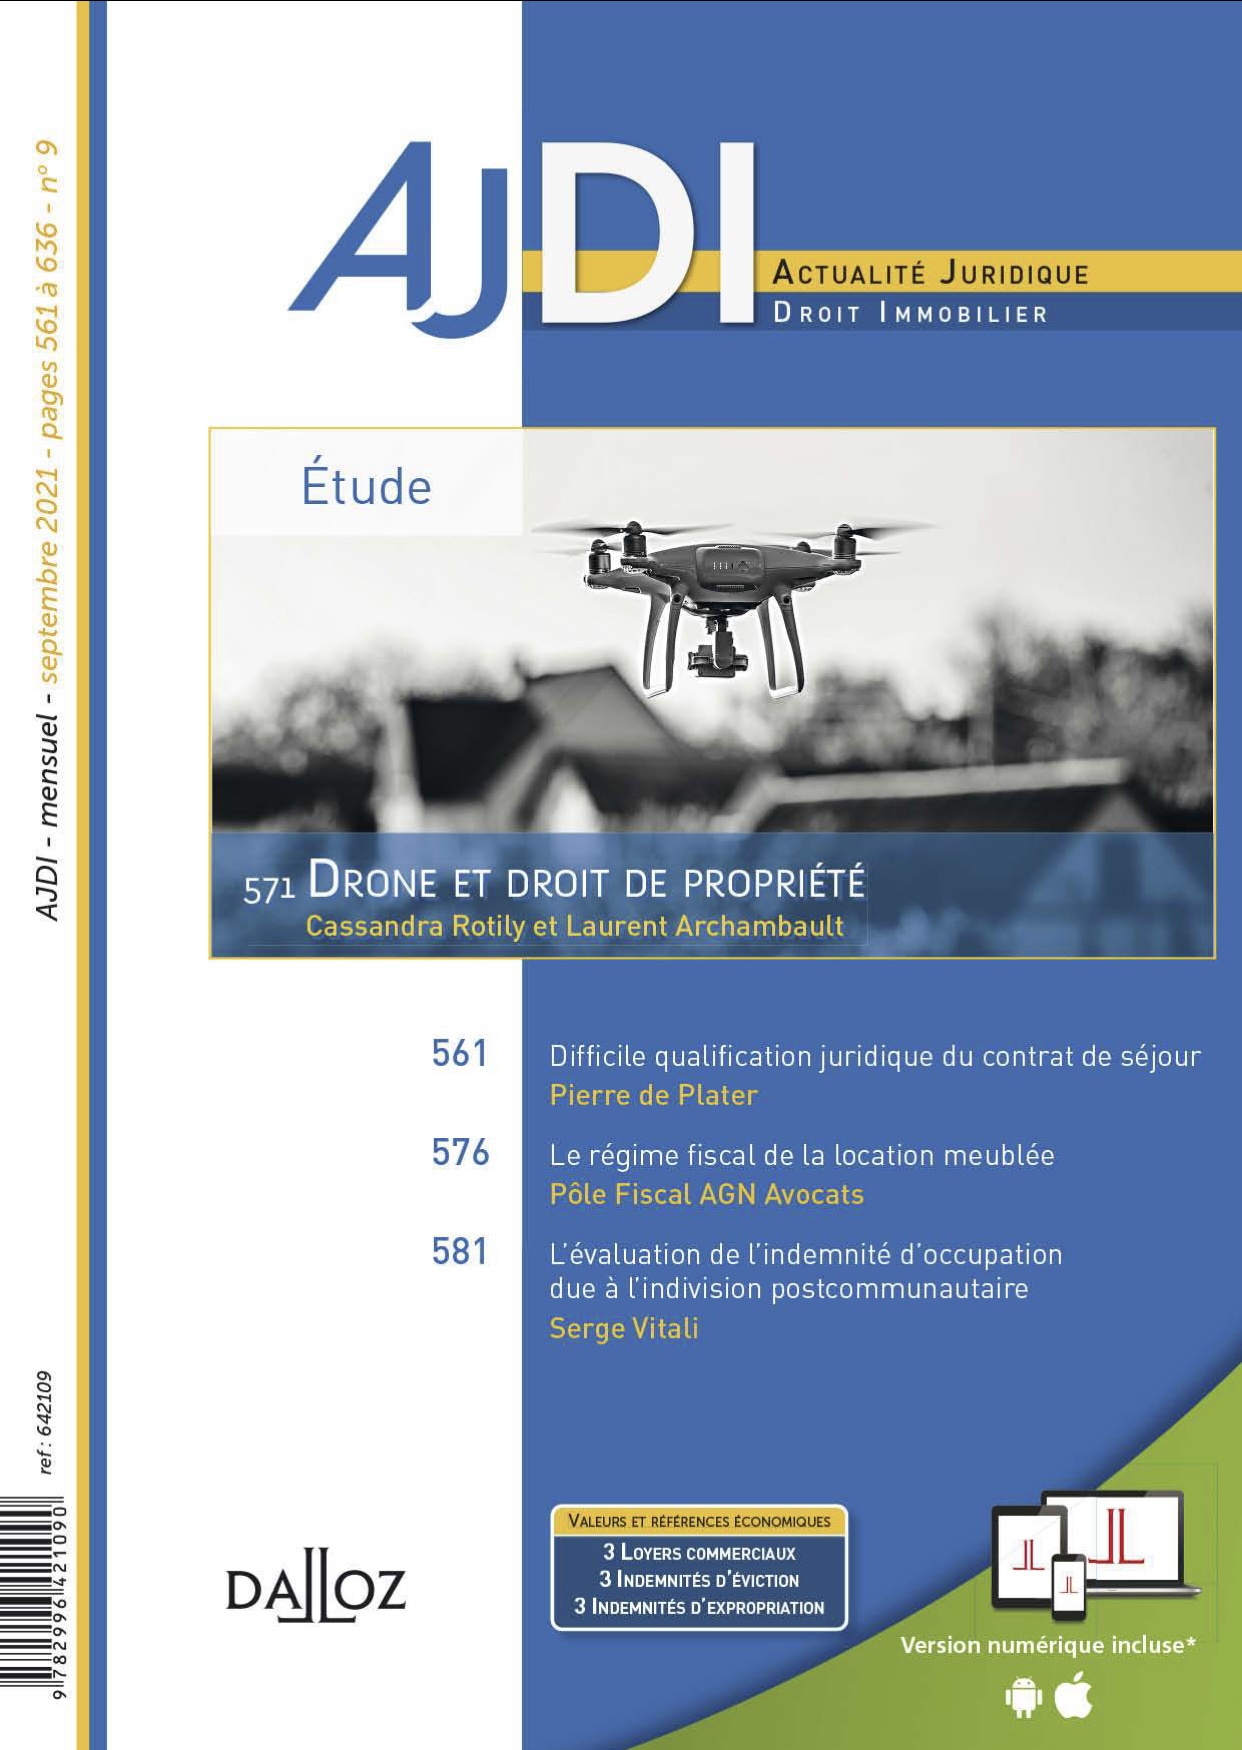 AJDI - mensuel - septembre 2021 - pages 561 à 636 - n° 9
ref : 642109
9 782996 421090
AJDI
ACTUALITÉ JURIDIQUE
DROIT IMMOBILIER
Étude
571 DRONE ET DROIT DE PROPRIÉTÉ
Cassandra Rotily et Laurent Archambault
561 Difficile qualification juridique du contrat de séjour
Pierre de Plater
576 Le régime fiscal de la location meublée
Pôle Fiscal AGN Avocats
581 L'évaluation de l'indemnité d'occupation
due à l'indivision postcommunautaire
Serge Vitali
DALLOZ
VALEURS ET RÉFÉRENCES ÉCONOMIQUES
3 LOYERS COMMERCIAUX
3 INDEMNITÉS D'ÉVICTION
3 INDEMNITÉS D'EXPROPRIATION
Version numérique incluse*